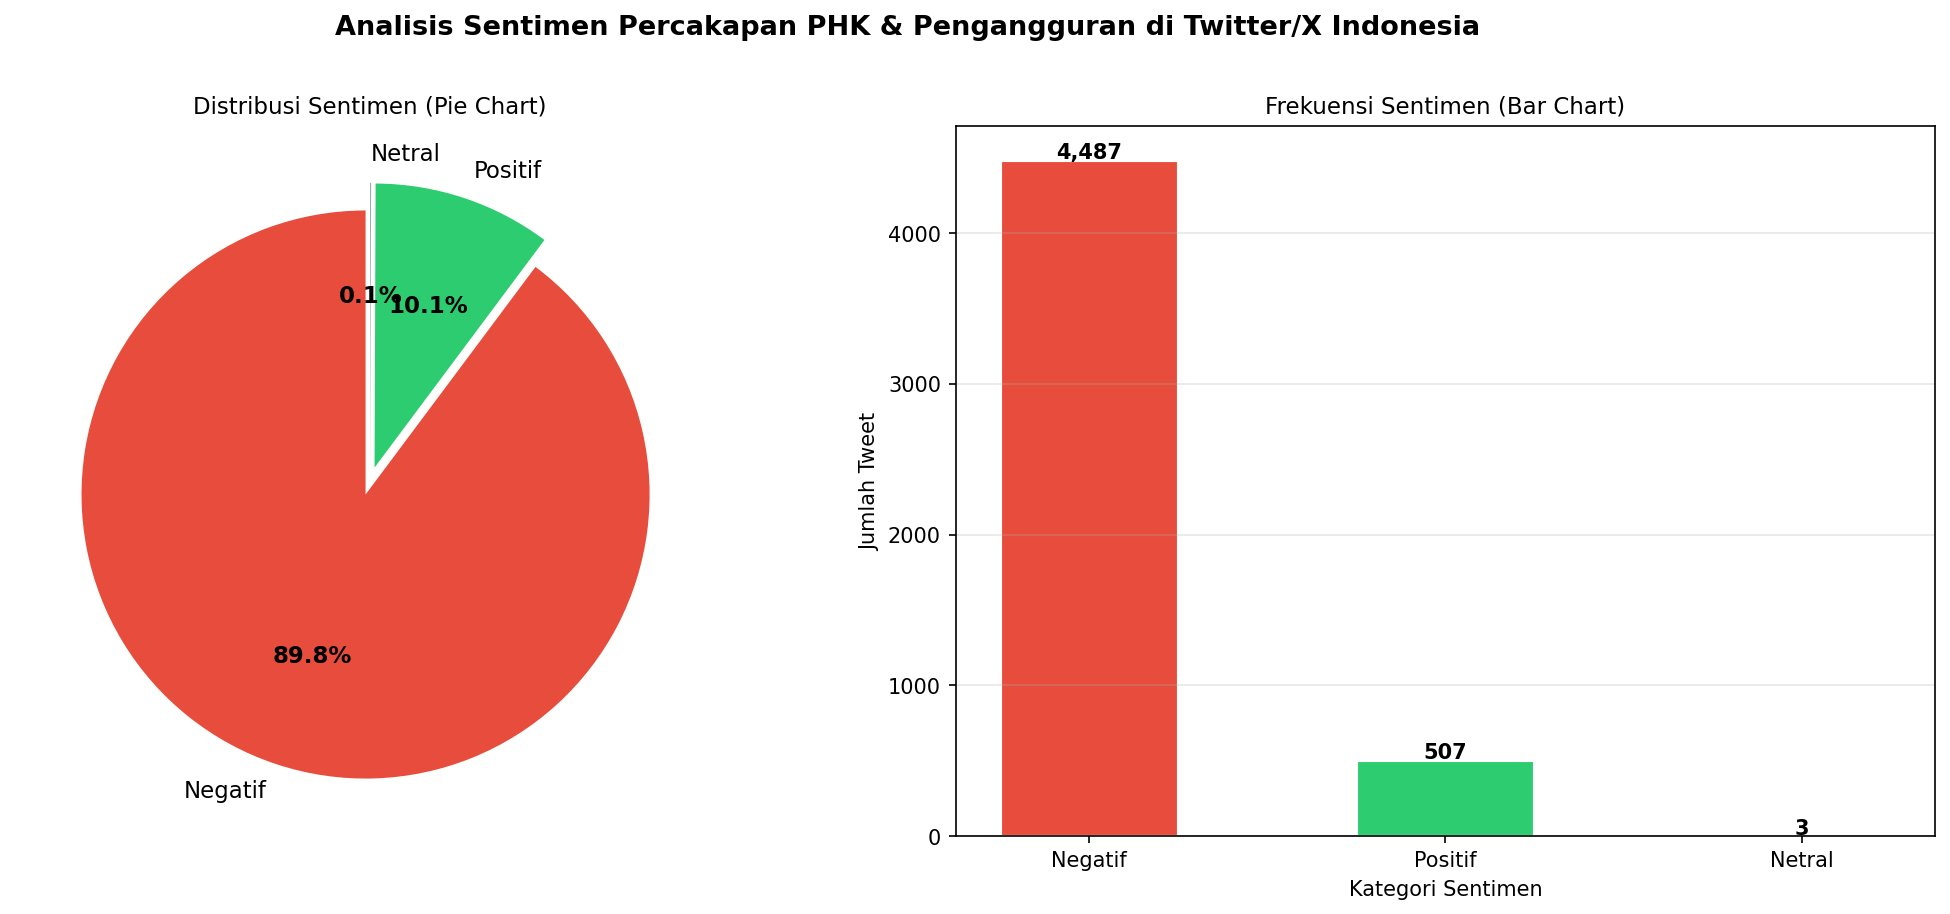 Analisis Sentimen Percakapan PHK & Pengangguran di Twitter/X Indonesia
Distribusi Sentimen (Pie Chart)
Netral
Positif
0.1%
10.1%
89.8%
Negatif
Frekuensi Sentimen (Bar Chart)
4,487
4000
3000
Jumlah Tweet
2000
1000
507
3
0
Negatif
Positif
Netral
Kategori Sentimen